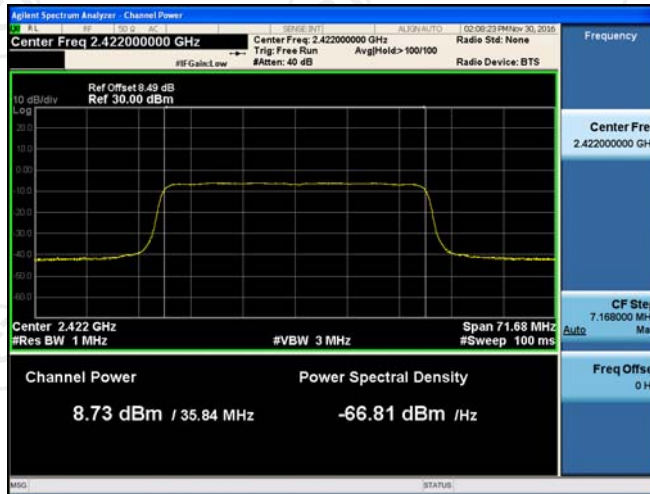 Agilent Spectrum Analyzer - Channel Power
RL RF 50 Ω AC SENSE:INT ALIGN AUTO 02:08:23 PM Nov 30, 2016
Center Freq 2.422000000 GHz
Center Freq: 2.422000000 GHz
Radio Std: None
Trig: Free Run
Avg|Hold:> 100/100
#IFGain:Low
#Atten: 40 dB
Radio Device: BTS
Frequency
Ref Offset 8.49 dB
10 dB/div
Ref 30.00 dBm
Log
20.0
10.0
0.00
-10.0
-20.0
-30.0
-40.0
-50.0
-60.0
Center Fre
2.422000000 GH
CF Ste
7.168000 MH
Auto Ma
Freq Offse
0 H
Center 2.422 GHz
Span 71.68 MHz
#Res BW 1 MHz
#VBW 3 MHz
#Sweep 100 ms
Channel Power
Power Spectral Density
8.73 dBm / 35.84 MHz
-66.81 dBm /Hz
MSG
STATUS